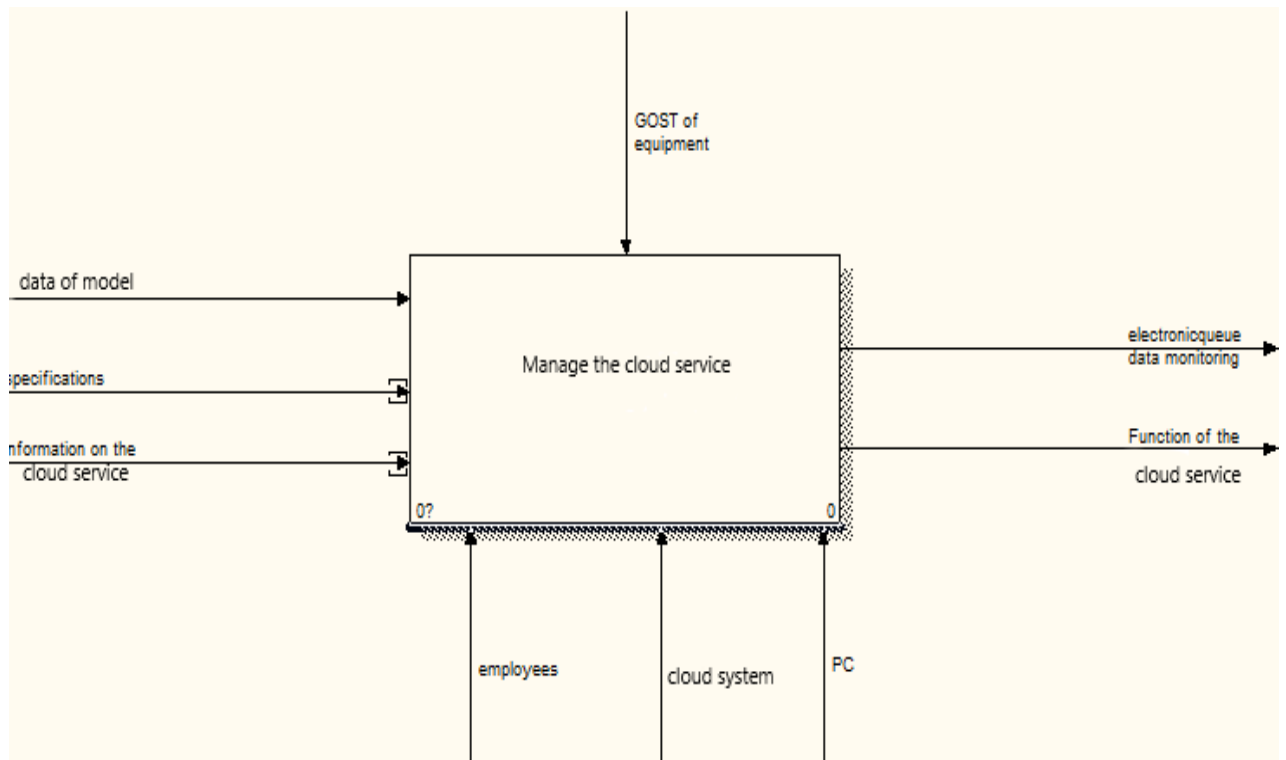 GOST of
equipment
data of model
specifications
nformation on the
cloud service
Manage the cloud service
electronicqueue
data monitoring
Function of the
cloud service
0?
0
employees
cloud system
PC